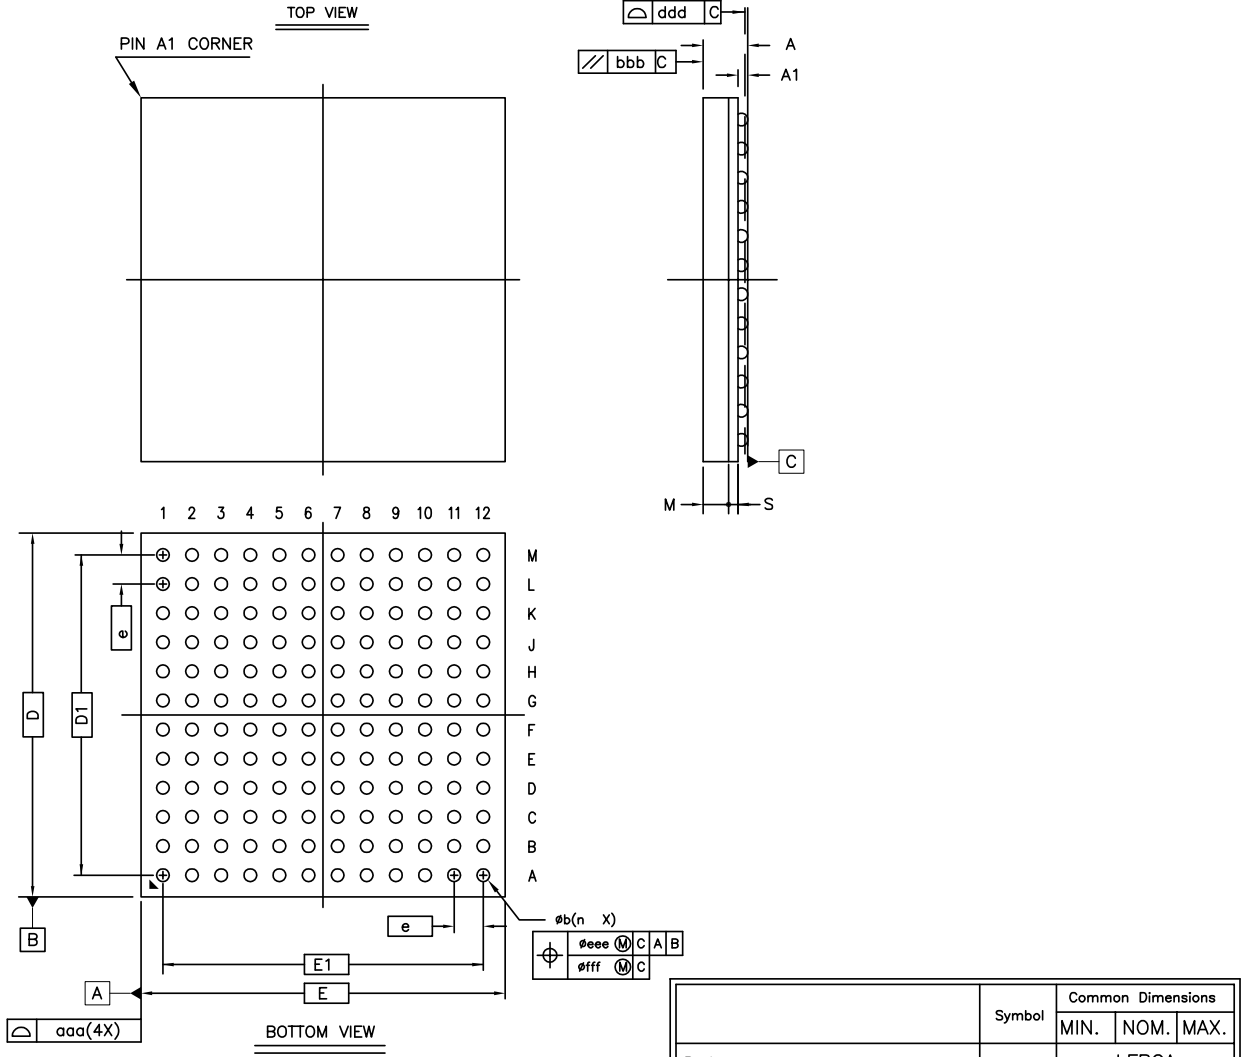 TOP VIEW
PIN A1 CORNER
ddd C
A
bbb C
A1
C
M S
1 2 3 4 5 6 7 8 9 10 11 12
M
L
K
J
H
G
F
E
D
C
B
A
e
D
D1
B
e
øb(n X)
øeee Ⓜ C A B
øfff Ⓜ C
E1
A
E
aaa(4X)
BOTTOM VIEW
Symbol
Common Dimensions
MIN. NOM. MAX.